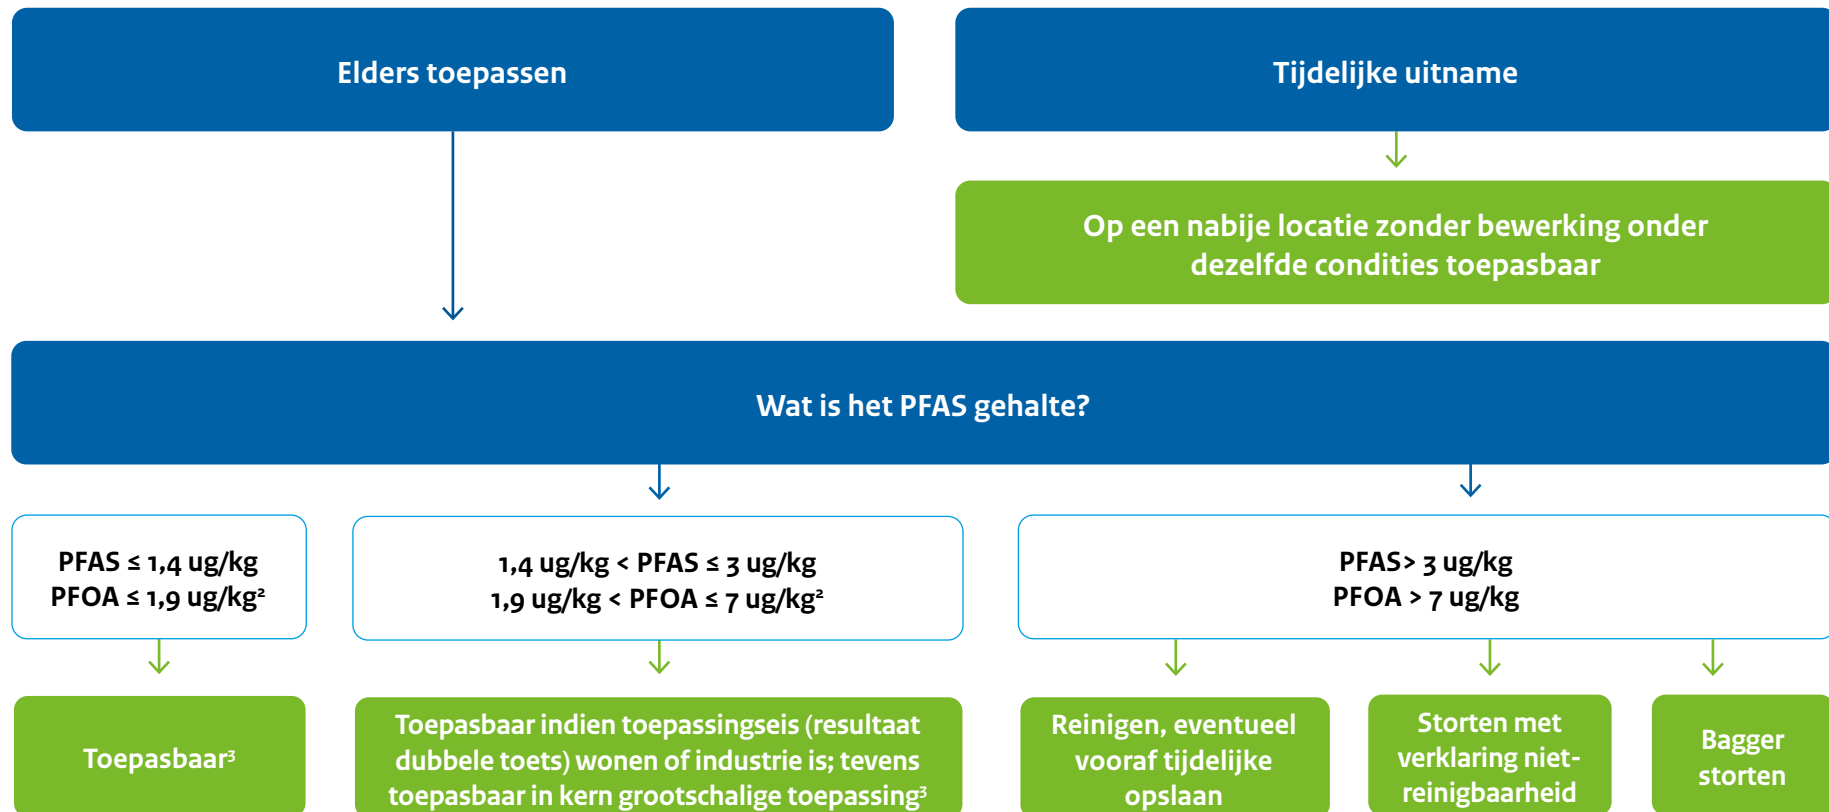 Elders toepassen
Tijdelijke uitname
Op een nabije locatie zonder bewerking onder
dezelfde condities toepasbaar
Wat is het PFAS gehalte?
PFAS ≤ 1,4 ug/kg
PFOA ≤ 1,9 ug/kg²
1,4 ug/kg < PFAS ≤ 3 ug/kg
1,9 ug/kg < PFOA ≤ 7 ug/kg²
PFAS> 3 ug/kg
PFOA > 7 ug/kg
Toepasbaar³
Toepasbaar indien toepassingseis (resultaat
dubbele toets) wonen of industrie is; tevens
toepasbaar in kern grootschalige toepassing³
Reinigen, eventueel
vooraf tijdelijke
opslaan
Storten met
verklaring niet-
reinigbaarheid
Bagger
storten